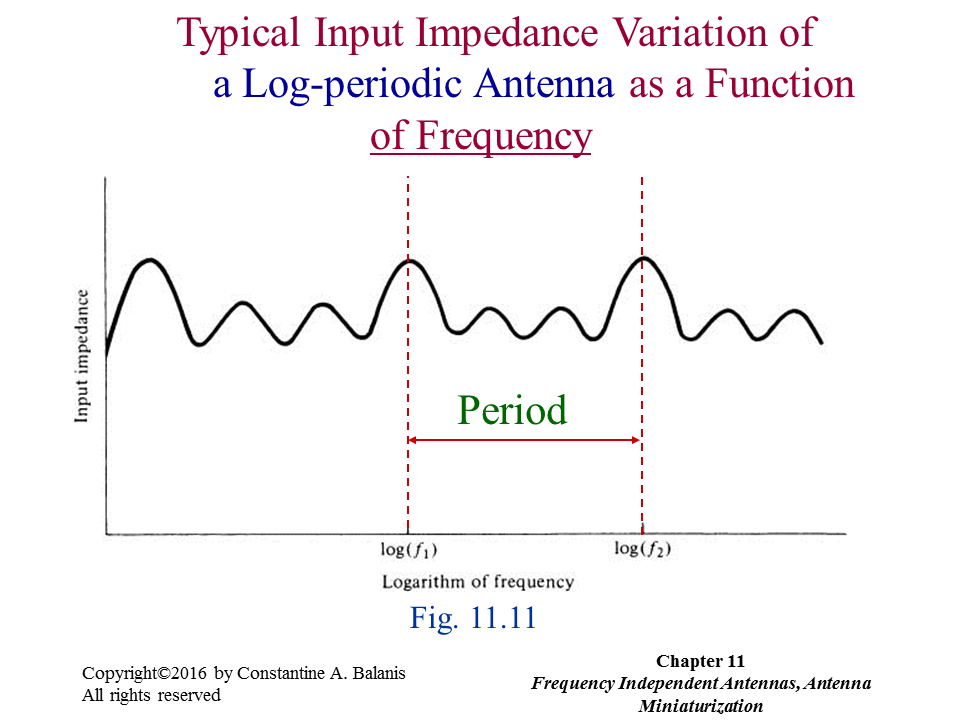 Typical Input Impedance Variation of
a Log-periodic Antenna as a Function
of Frequency
Input impedance
Period
log(f₁)
log(f₂)
Logarithm of frequency
Fig. 11.11
Copyright©2016 by Constantine A. Balanis
All rights reserved
Chapter 11
Frequency Independent Antennas, Antenna
Miniaturization